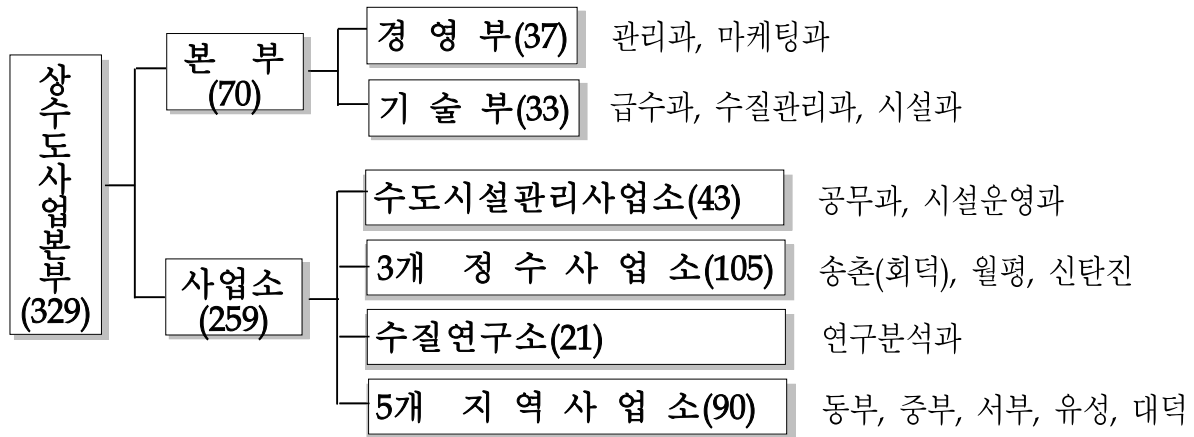 상수도사업본부
(329)
본 부
(70)
경 영 부(37) 관리과, 마케팅과
기 술 부(33) 급수과, 수질관리과, 시설과
사업소
(259)
수도시설관리사업소(43) 공무과, 시설운영과
3개 정 수 사 업 소(105) 송촌(회덕), 월평, 신탄진
수질연구소(21) 연구분석과
5개 지 역 사 업 소(90) 동부, 중부, 서부, 유성, 대덕